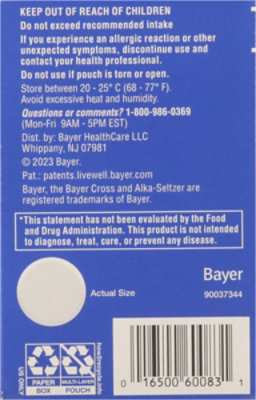 KEEP OUT OF REACH OF CHILDREN
Do not exceed recommended intake
If you experience an allergic reaction or other
unexpected symptoms, discontinue use and
contact your health professional.
Do not use if pouch is torn or open.
Store between 20 - 25° C (68 - 77° F).
Avoid excessive heat and humidity.
Questions or comments? 1-800-986-0369
(Mon-Fri 9AM - 5PM EST)
Dist. by: Bayer HealthCare LLC
Whippany, NJ 07981
© 2023 Bayer.
Pat.: patents.livewell.bayer.com
Bayer, the Bayer Cross and Alka-Seltzer are
registered trademarks of Bayer.
*This statement has not been evaluated by the Food
and Drug Administration. This product is not intended
to diagnose, treat, cure, or prevent any disease.
Actual Size
Bayer
90037344
US ONLY
PAPER
BOX
MULTI-LAYER
POUCH
how2recycle.info
0 16500 60083 1